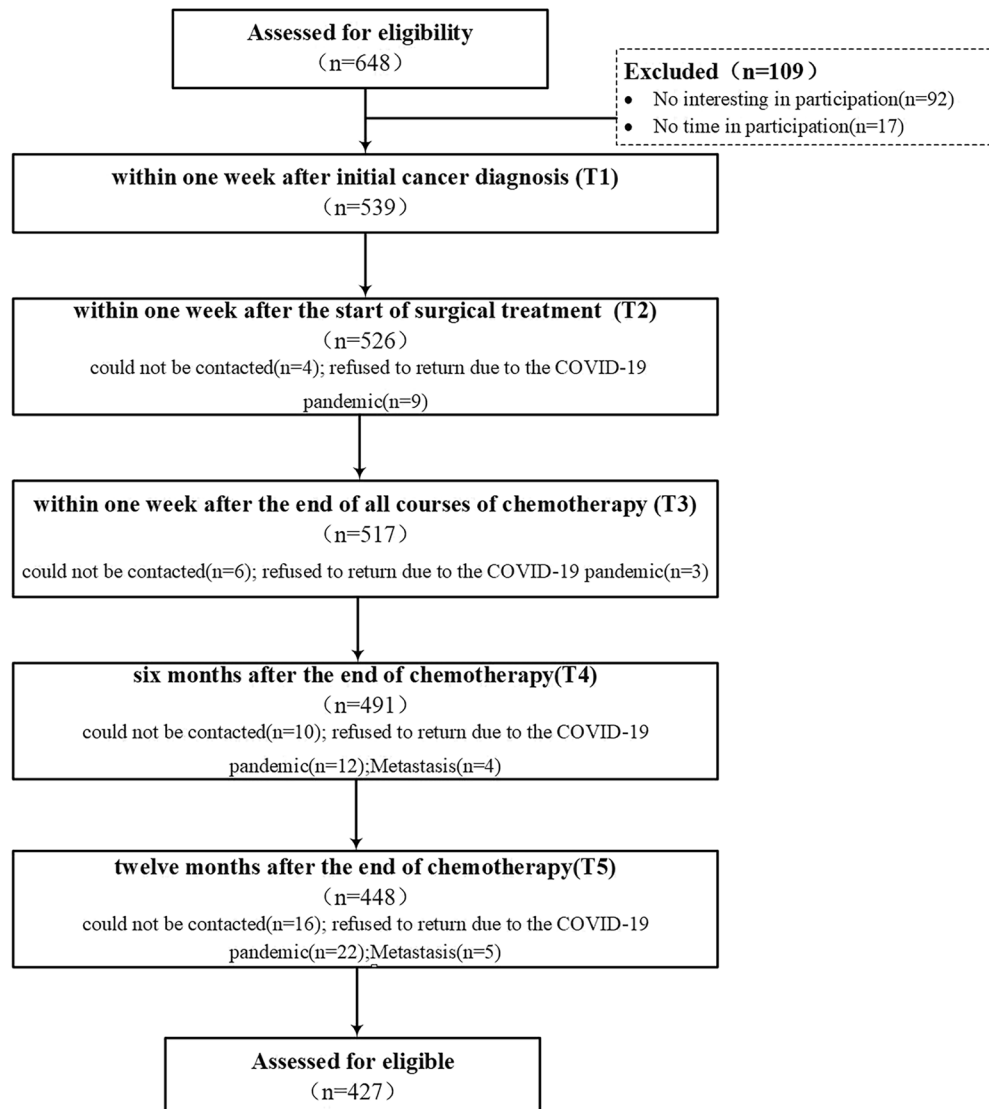 Assessed for eligibility
（n=648）
Excluded（n=109）
• No interesting in participation(n=92)
• No time in participation(n=17)
within one week after initial cancer diagnosis (T1)
（n=539）
within one week after the start of surgical treatment (T2)
（n=526）
could not be contacted(n=4); refused to return due to the COVID-19
pandemic(n=9)
within one week after the end of all courses of chemotherapy (T3)
（n=517）
could not be contacted(n=6); refused to return due to the COVID-19 pandemic(n=3)
six months after the end of chemotherapy(T4)
（n=491）
could not be contacted(n=10); refused to return due to the COVID-19
pandemic(n=12);Metastasis(n=4)
twelve months after the end of chemotherapy(T5)
（n=448）
could not be contacted(n=16); refused to return due to the COVID-19
pandemic(n=22);Metastasis(n=5)
Assessed for eligible
（n=427）